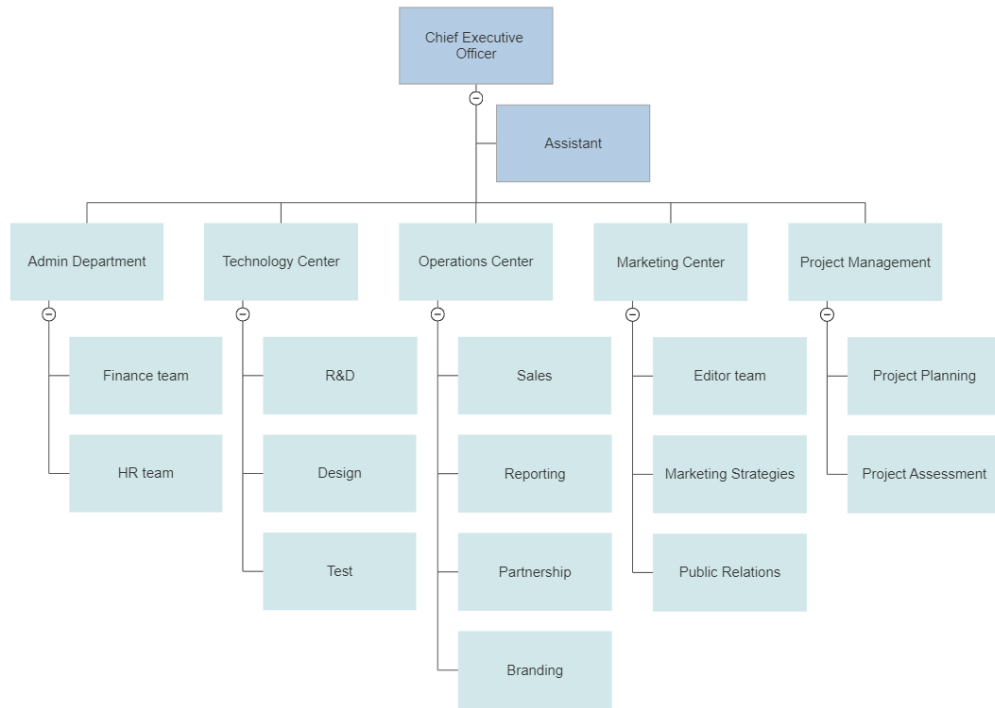 Chief Executive
Officer
Assistant
Admin Department
Technology Center
Operations Center
Marketing Center
Project Management
Finance team
R&D
Sales
Editor team
Project Planning
HR team
Design
Reporting
Marketing Strategies
Project Assessment
Test
Partnership
Public Relations
Branding